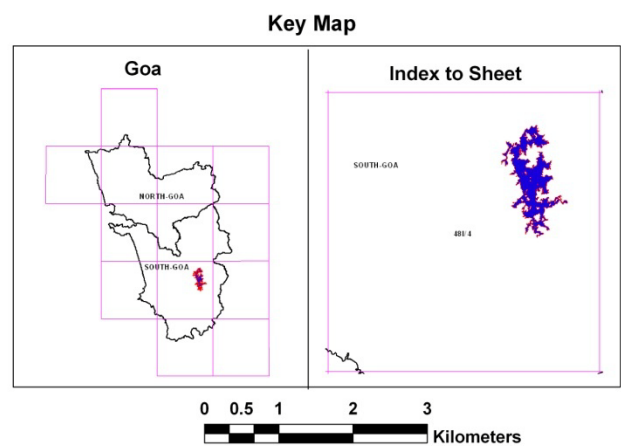 Key Map
Goa
Index to Sheet
NORTH-GOA
SOUTH-GOA
SOUTH-GOA
48I/4
0 0.5 1 2 3
Kilometers